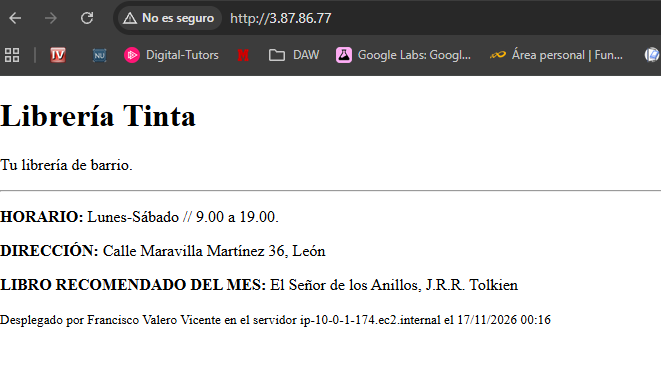 No es seguro http://3.87.86.77
Digital-Tutors DAW Google Labs: Googl... Área personal | Fun...
Librería Tinta
Tu librería de barrio.
HORARIO: Lunes-Sábado // 9.00 a 19.00.
DIRECCIÓN: Calle Maravilla Martínez 36, León
LIBRO RECOMENDADO DEL MES: El Señor de los Anillos, J.R.R. Tolkien
Desplegado por Francisco Valero Vicente en el servidor ip-10-0-1-174.ec2.internal el 17/11/2026 00:16